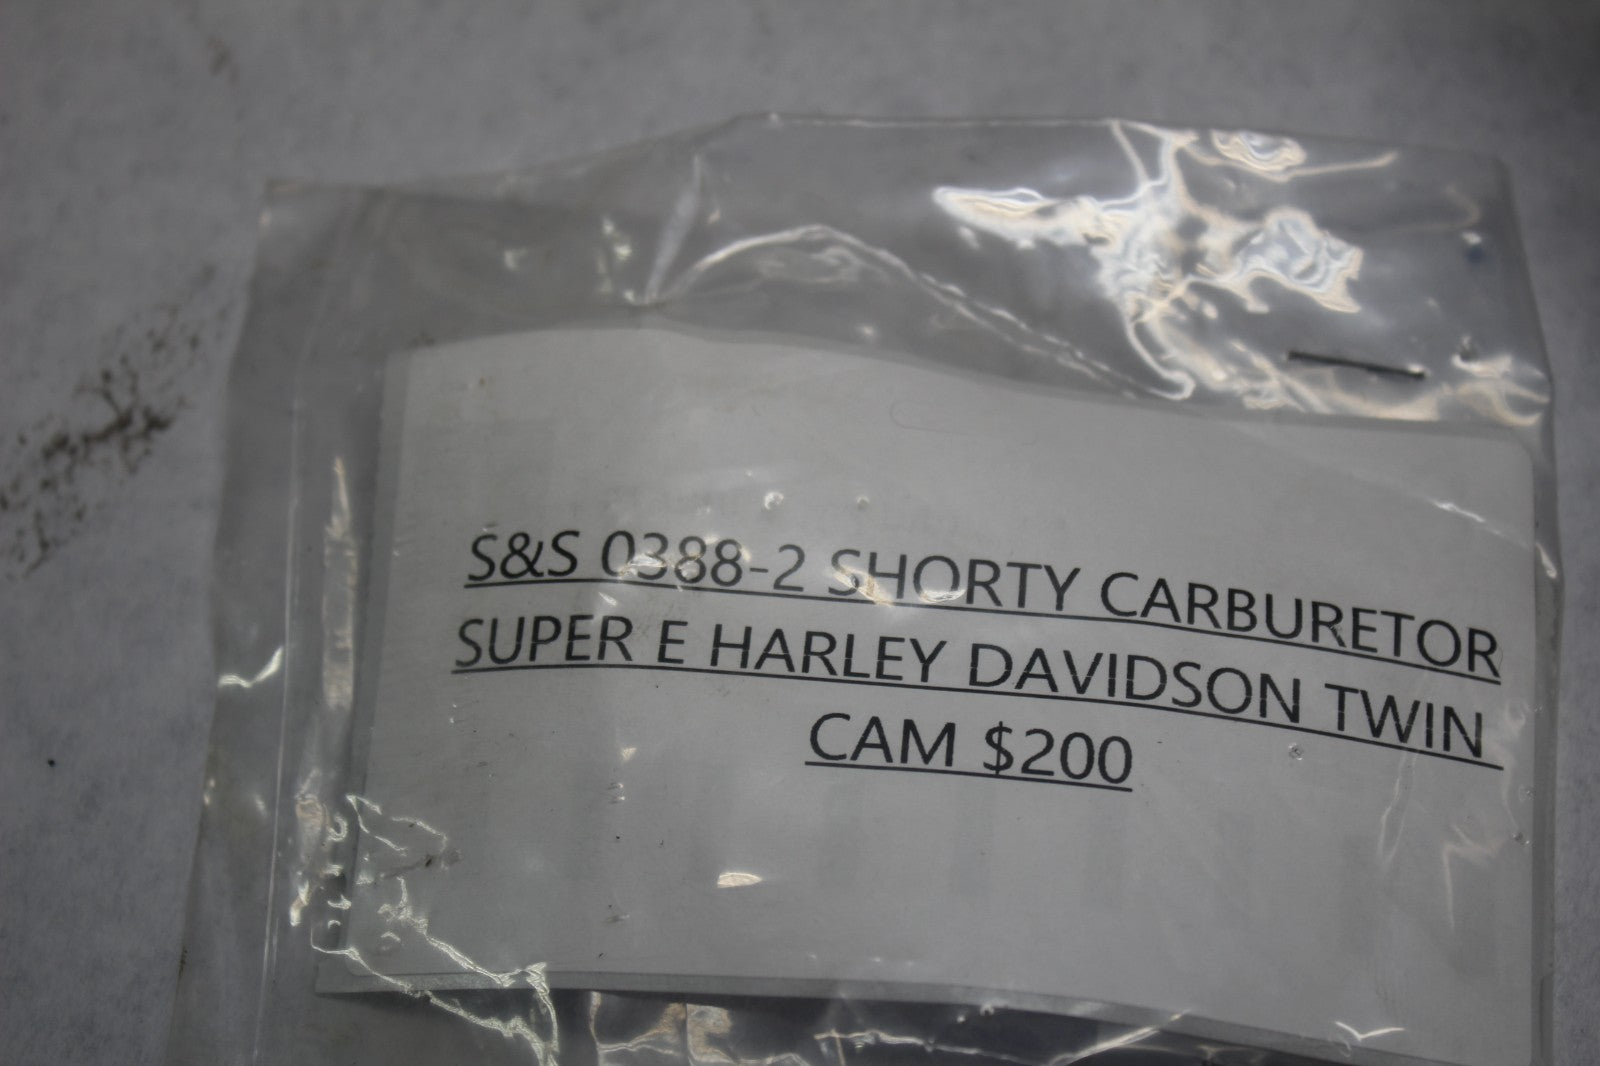 S&S 0388-2 SHORTY CARBURETOR
SUPER E HARLEY DAVIDSON TWIN
CAM $200